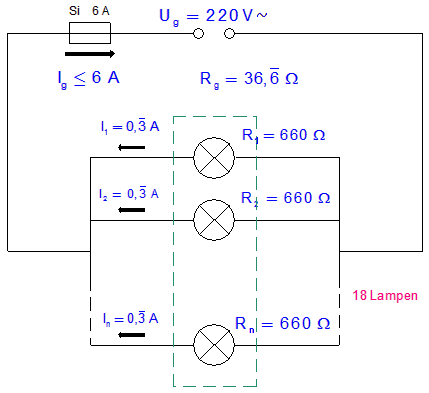 Si 6 A
U_g = 220 V ~
I_g ≤ 6 A
R_g = 36,6̅ Ω
I_1 = 0,3̅ A
R_1 = 660 Ω
I_2 = 0,3̅ A
R_2 = 660 Ω
18 Lampen
I_n = 0,3̅ A
R_n = 660 Ω